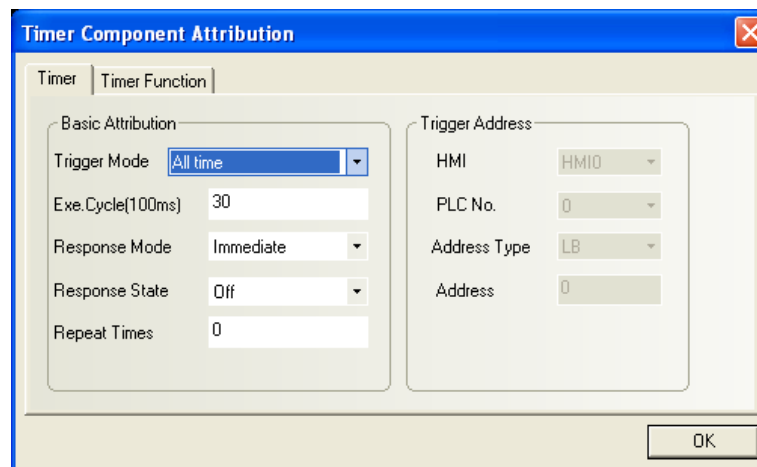 Timer Component Attribution
Timer
Timer Function
Basic Attribution
Trigger Mode All time
Exe.Cycle(100ms) 30
Response Mode Immediate
Response State Off
Repeat Times 0
Trigger Address
HMI HMI0
PLC No. 0
Address Type LB
Address 0
OK